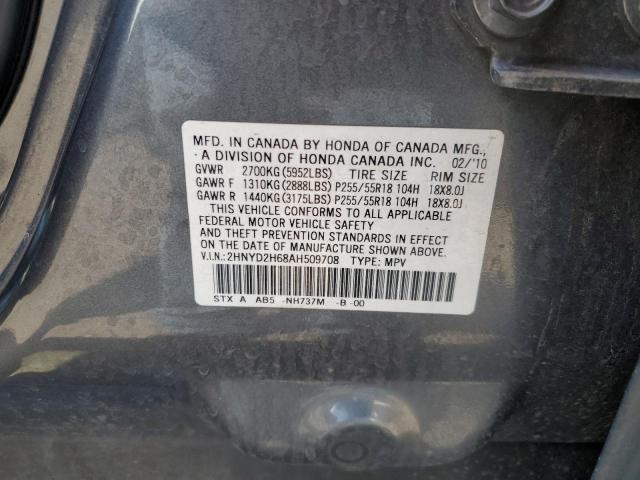 MFD. IN CANADA BY HONDA OF CANADA MFG.,
A DIVISION OF HONDA CANADA INC. 02/'10
GVWR 2700KG(5952LBS) TIRE SIZE RIM SIZE
GAWR F 1310KG(2888LBS) P255/55R18 104H 18X8.0J
GAWR R 1440KG(3175LBS) P255/55R18 104H 18X8.0J
THIS VEHICLE CONFORMS TO ALL APPLICABLE
FEDERAL MOTOR VEHICLE SAFETY
AND THEFT PREVENTION STANDARDS IN EFFECT
ON THE DATE OF MANUFACTURE SHOWN ABOVE.
V.I.N.: 2HNYD2H68AH509708 TYPE: MPV
STX A AB5 -NH737M -B -00